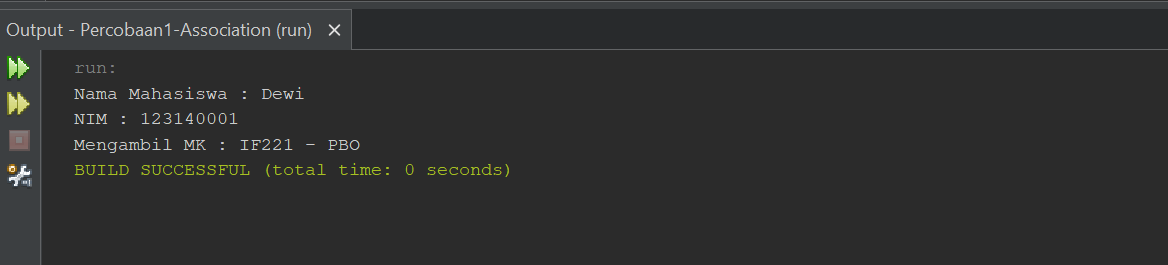 Output - Percobaan1-Association (run)
run:
Nama Mahasiswa : Dewi
NIM : 123140001
Mengambil MK : IF221 - PBO
BUILD SUCCESSFUL (total time: 0 seconds)